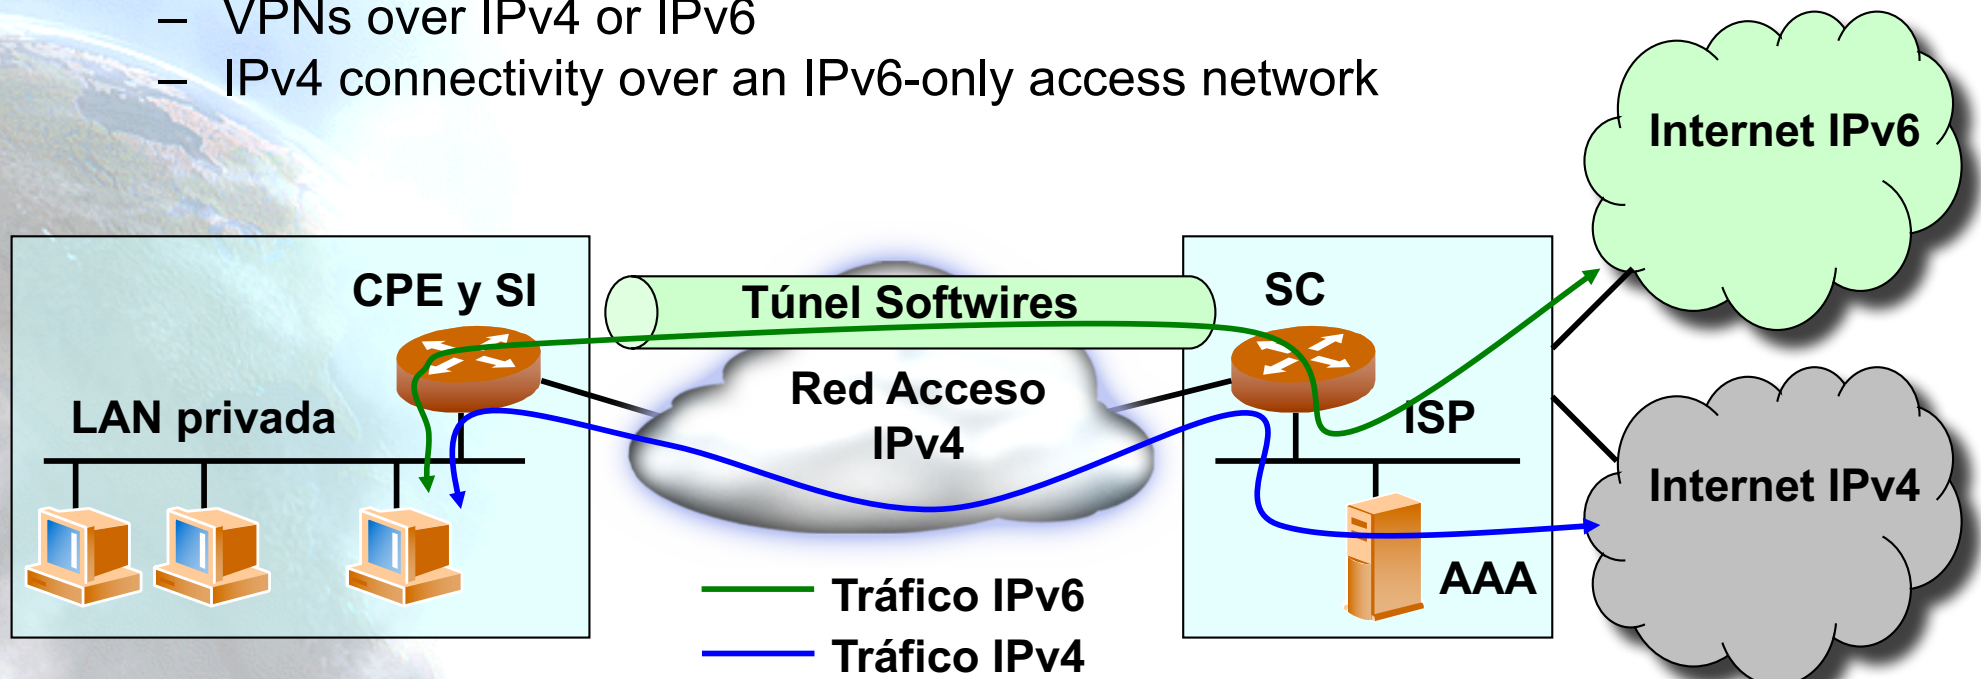 – VPNs over IPv4 or IPv6
– IPv4 connectivity over an IPv6-only access network
Internet IPv6
CPE y SI
Túnel Softwires
SC
LAN privada
Red Acceso
IPv4
ISP
Internet IPv4
AAA
Tráfico IPv6
Tráfico IPv4